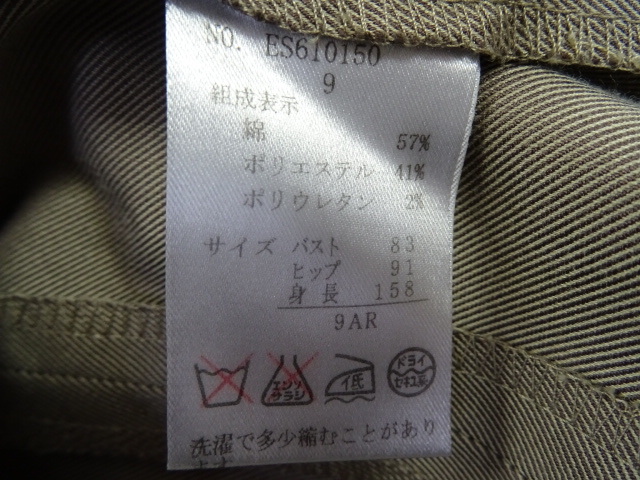 NO. ES610150
9
組成表示
綿 57%
ポリエステル 41%
ポリウレタン 2%
サイズ バスト 83
ヒップ 91
身長 158
9AR
エンソサラシ
イ低
ドライ
セキユ系
洗濯で多少縮むことがあり
ます